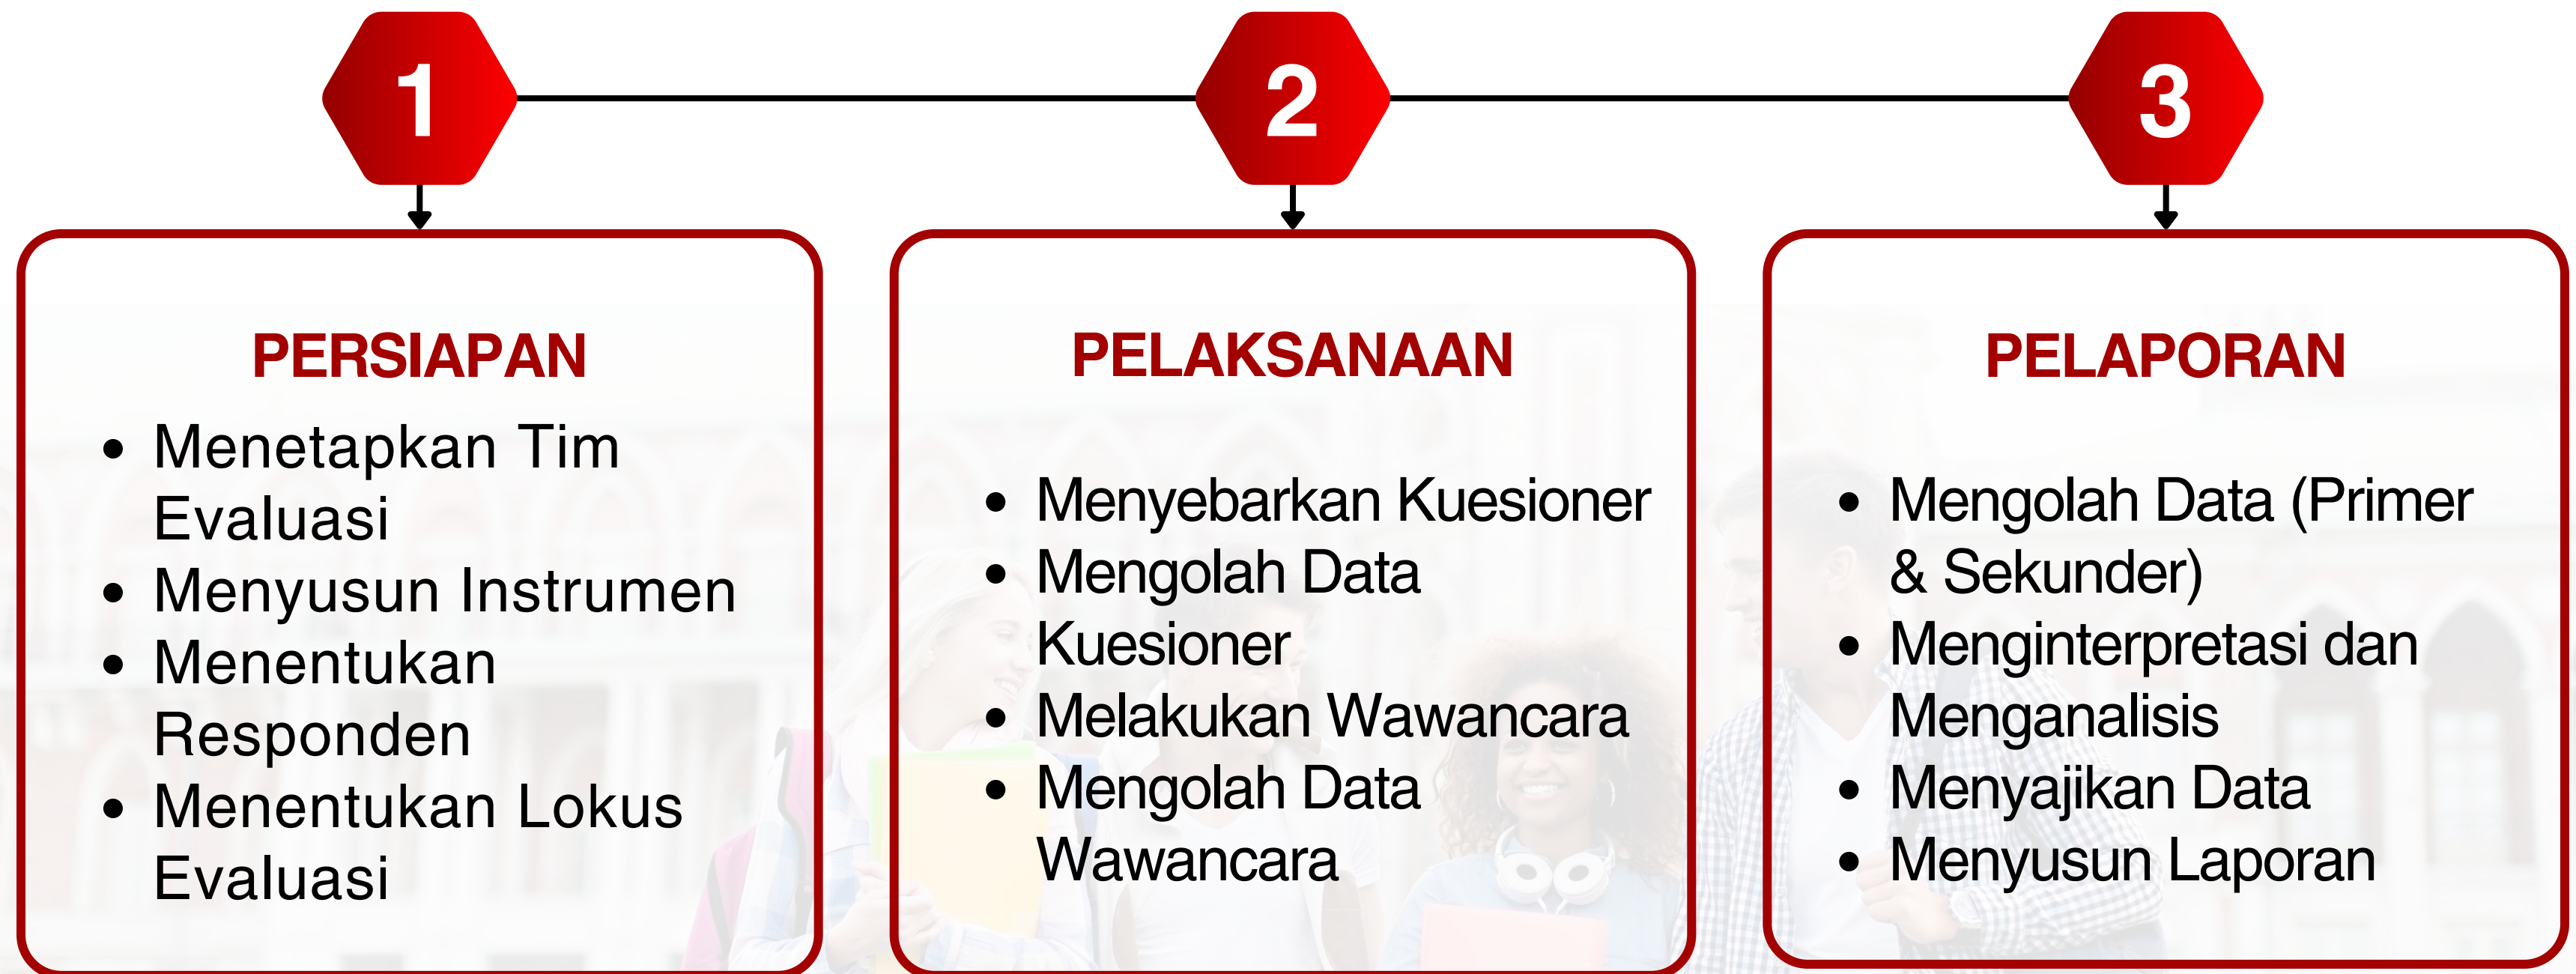 1
2
3
PERSIAPAN
• Menetapkan Tim
Evaluasi
• Menyusun Instrumen
• Menentukan
Responden
• Menentukan Lokus
Evaluasi
PELAKSANAAN
• Menyebarkan Kuesioner
• Mengolah Data
Kuesioner
• Melakukan Wawancara
• Mengolah Data
Wawancara
PELAPORAN
• Mengolah Data (Primer
& Sekunder)
• Menginterpretasi dan
Menganalisis
• Menyajikan Data
• Menyusun Laporan